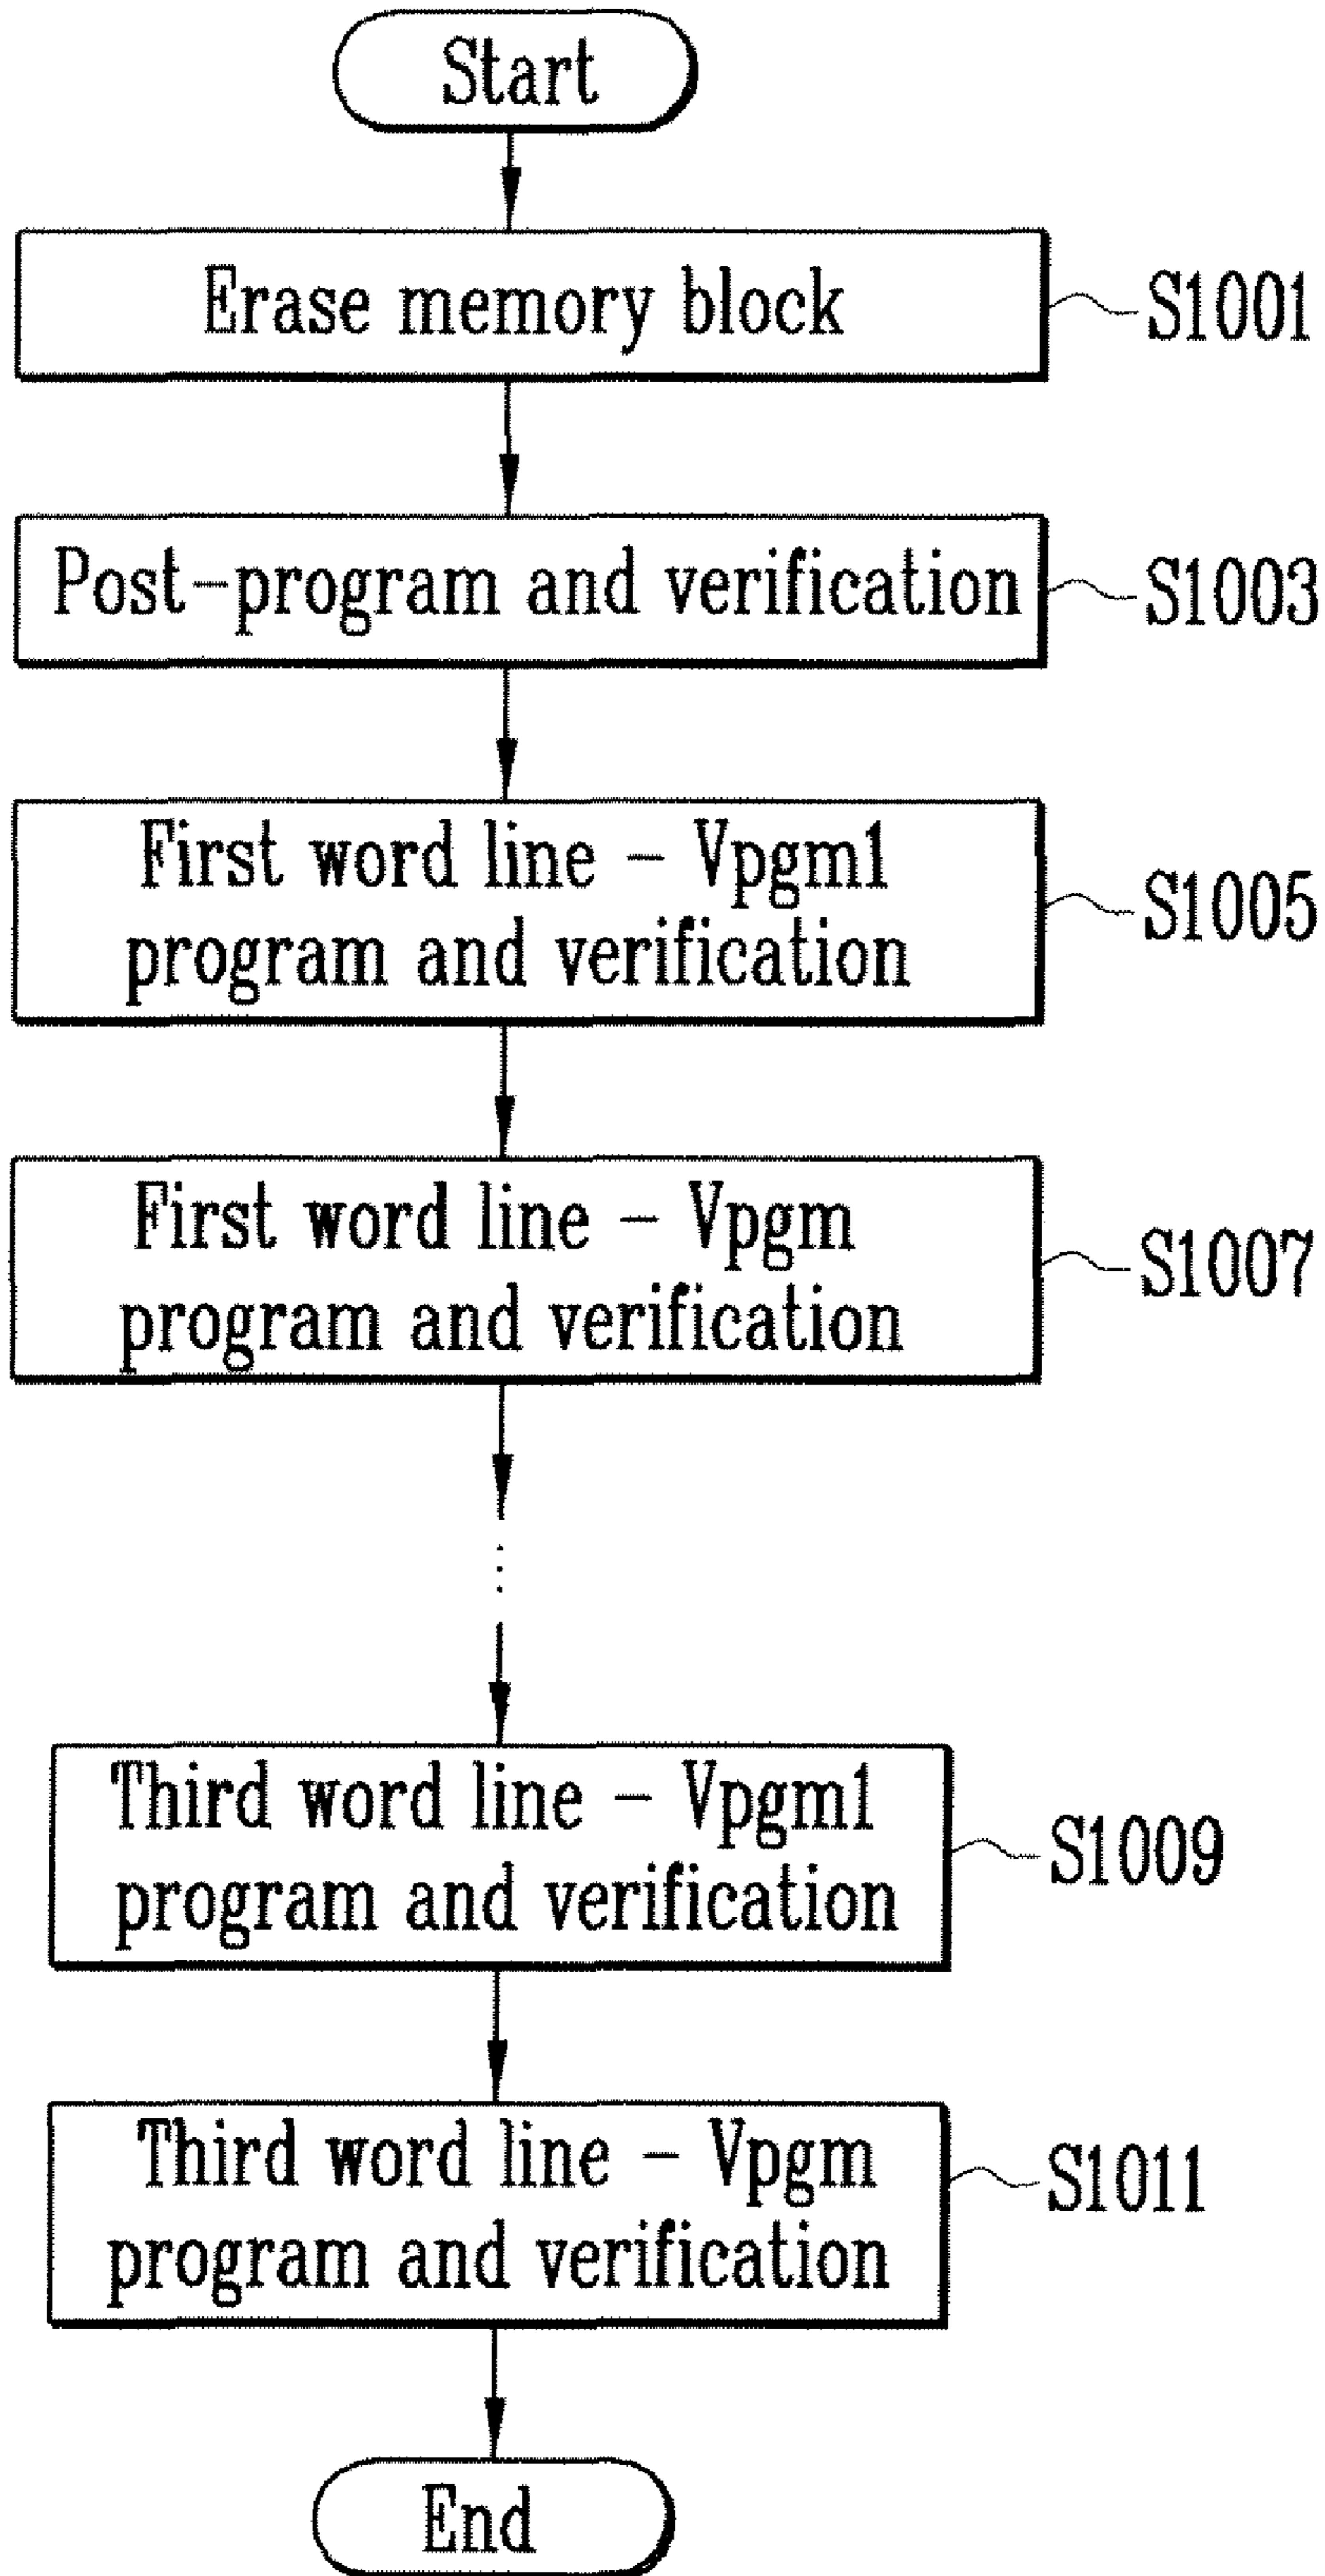 Start
Erase memory block
S1001
Post-program and verification
S1003
First word line - Vpgm1
program and verification
S1005
First word line - Vpgm
program and verification
S1007
Third word line - Vpgm1
program and verification
S1009
Third word line - Vpgm
program and verification
S1011
End